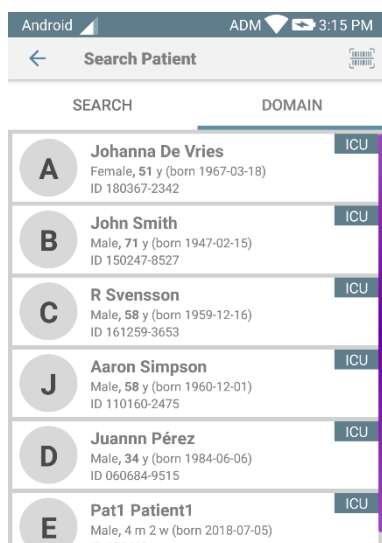 Android ADM 3:15 PM
Search Patient
SEARCH DOMAIN
ICU
A Johanna De Vries
Female, 51 y (born 1967-03-18)
ID 180367-2342
ICU
B John Smith
Male, 71 y (born 1947-02-15)
ID 150247-8527
ICU
C R Svensson
Male, 58 y (born 1959-12-16)
ID 161259-3653
ICU
J Aaron Simpson
Male, 58 y (born 1960-12-01)
ID 110160-2475
ICU
D Juannn Pérez
Male, 34 y (born 1984-06-06)
ID 060684-9515
ICU
E Pat1 Patient1
Male, 4 m 2 w (born 2018-07-05)